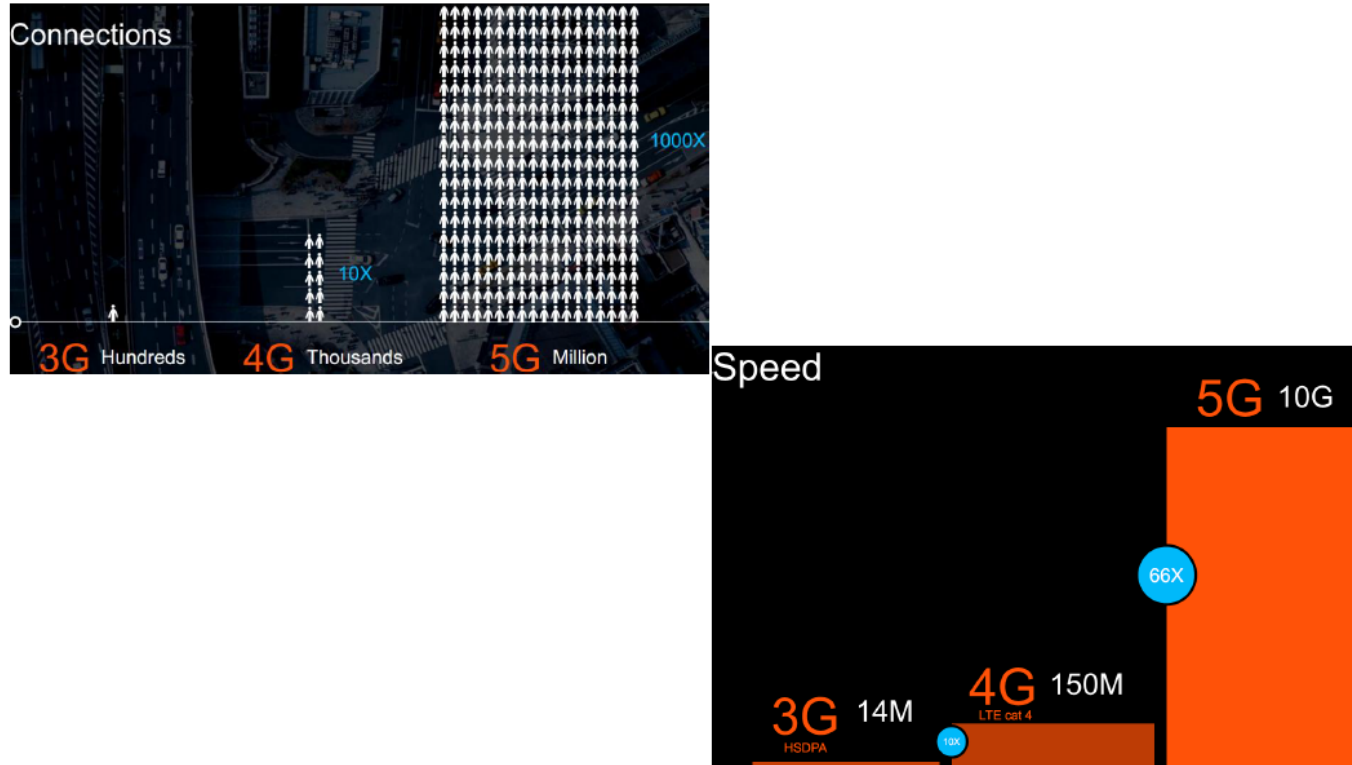 Connections
1000X
10X
3G Hundreds
4G Thousands
5G Million
Speed
5G 10G
66X
4G 150M
LTE cat 4
3G 14M
HSDPA
10X